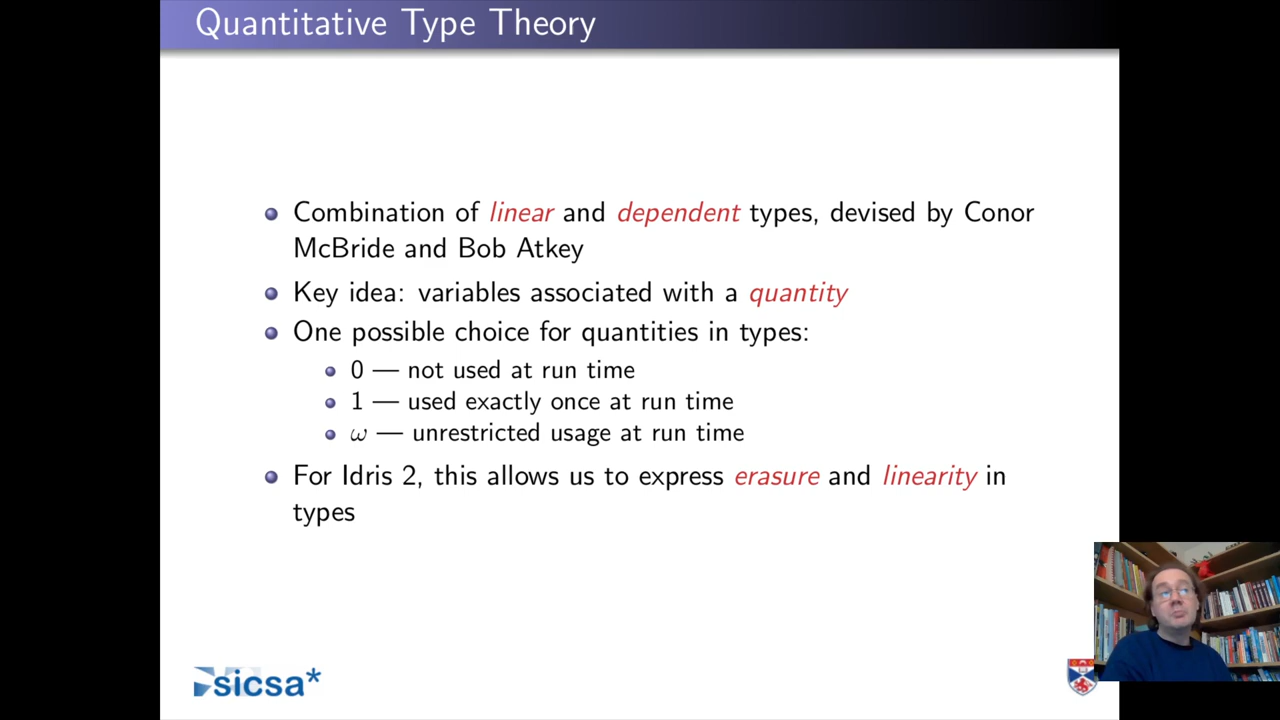 Quantitative Type Theory
Combination of linear and dependent types, devised by Conor
McBride and Bob Atkey
Key idea: variables associated with a quantity
One possible choice for quantities in types:
0 — not used at run time
1 — used exactly once at run time
ω — unrestricted usage at run time
For Idris 2, this allows us to express erasure and linearity in
types
sicsa*